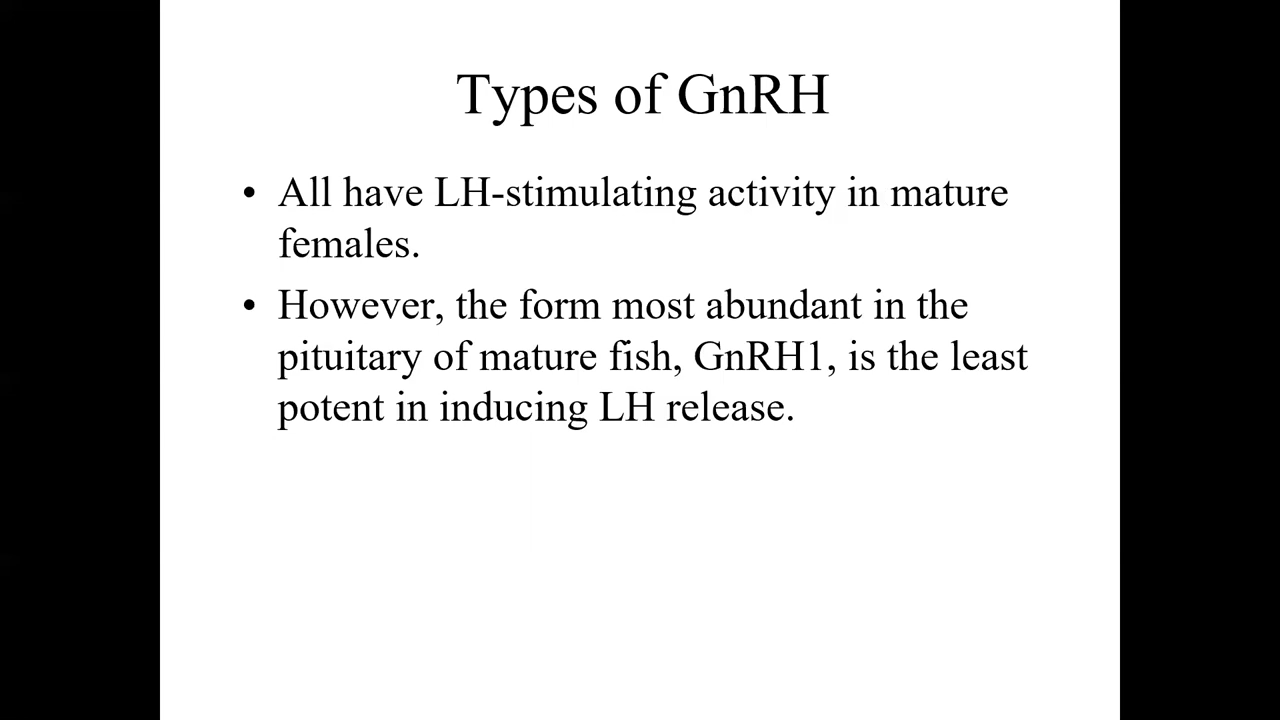 Types of GnRH
• All have LH-stimulating activity in mature
females.
• However, the form most abundant in the
pituitary of mature fish, GnRH1, is the least
potent in inducing LH release.